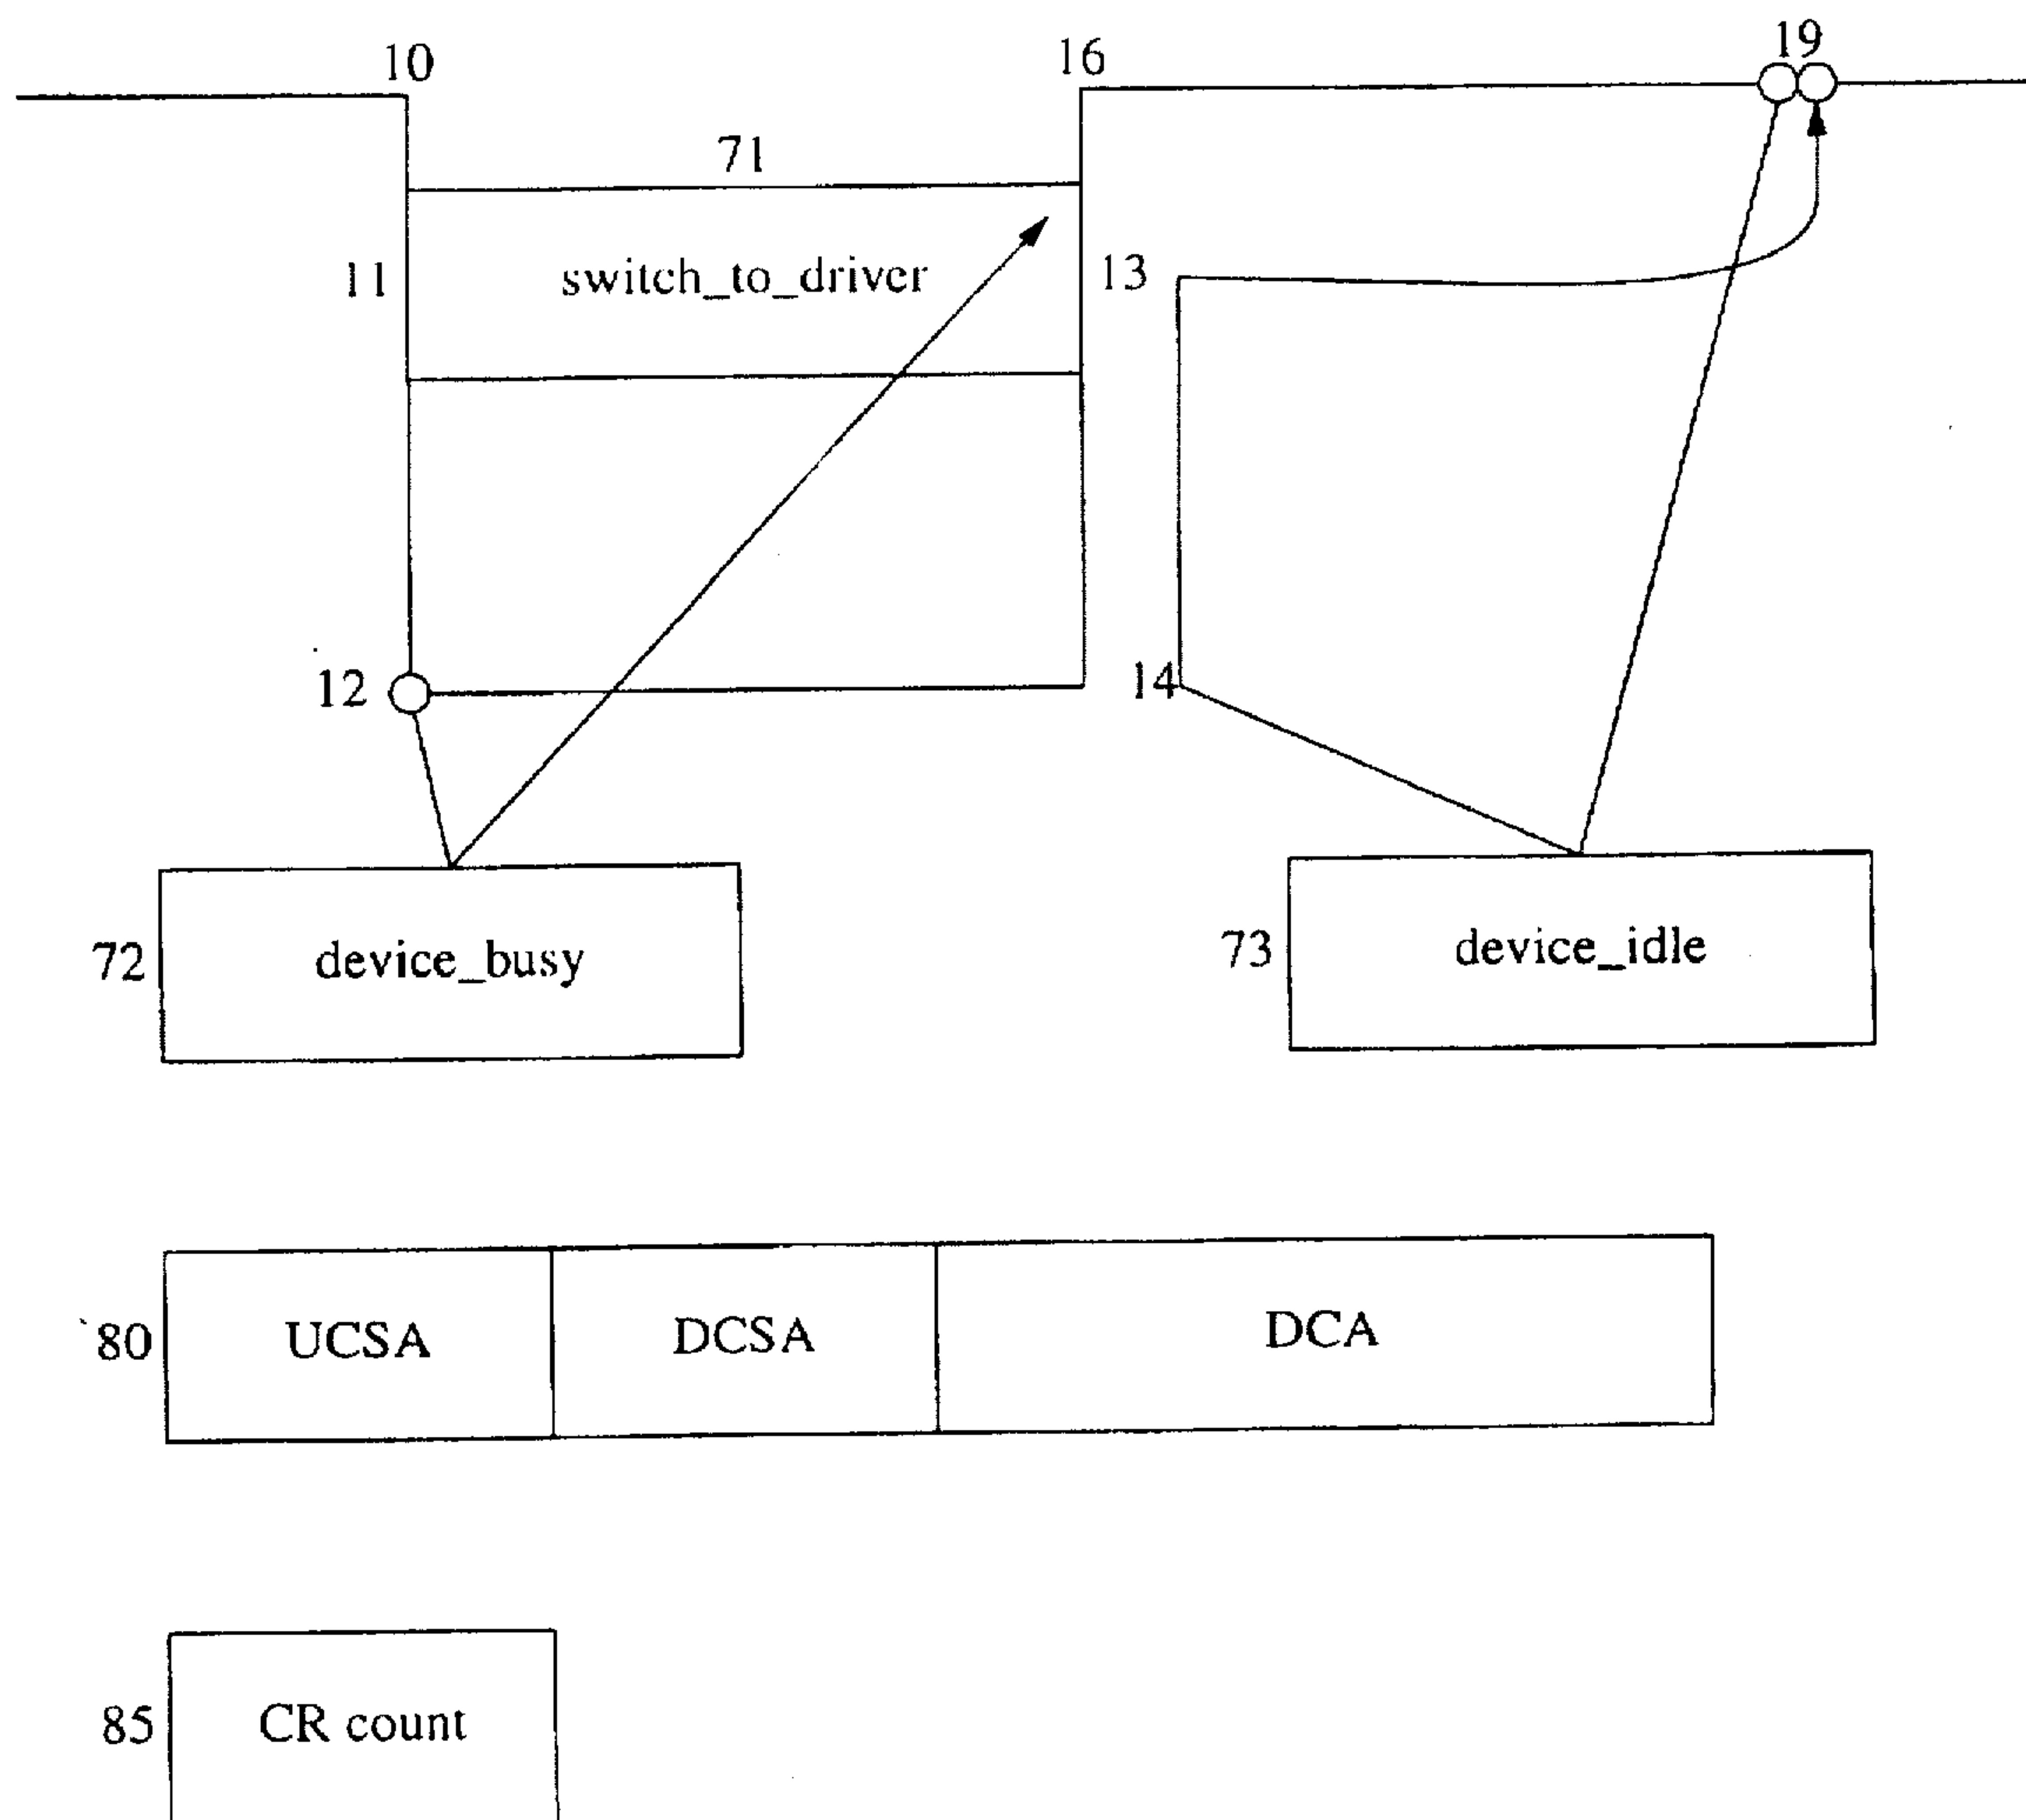 10
16
19
71
11
switch_to_driver
13
12
14
72
device_busy
73
device_idle
80
UCSA
DCSA
DCA
85
CR count